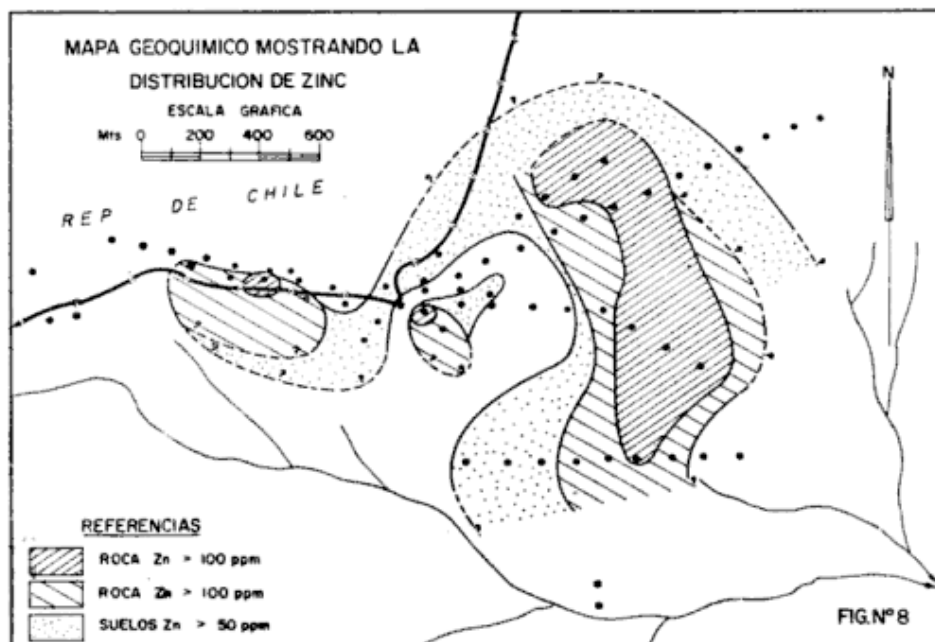 MAPA GEOQUIMICO MOSTRANDO LA
DISTRIBUCION DE ZINC
ESCALA GRAFICA
Mts 0 200 400 600
N
REP DE CHILE
REFERENCIAS
ROCA Zn > 100 ppm
ROCA Zn > 100 ppm
SUELOS Zn > 50 ppm
FIG. Nº 8